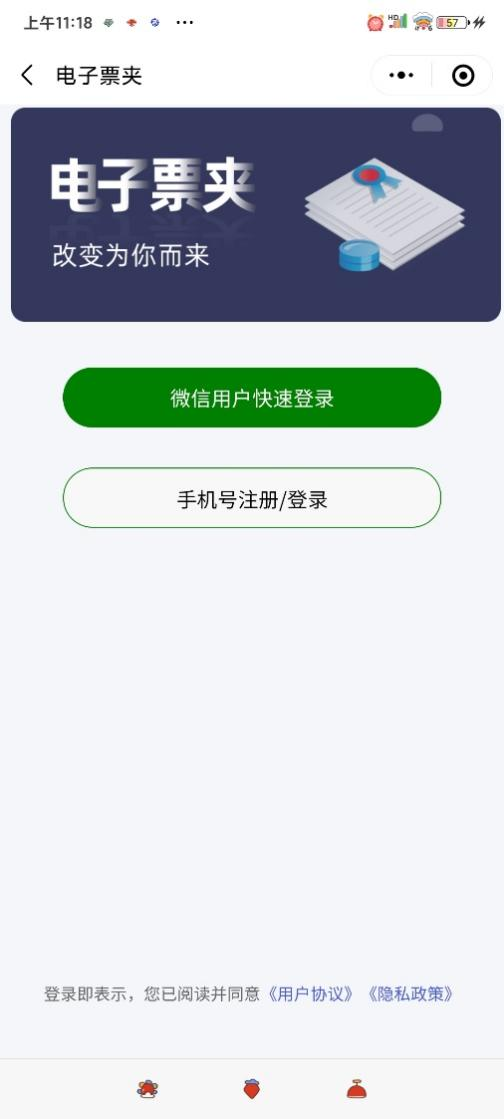 上午11:18
HD
57
电子票夹
电子票夹
改变为你而来
微信用户快速登录
手机号注册/登录
登录即表示，您已阅读并同意《用户协议》《隐私政策》